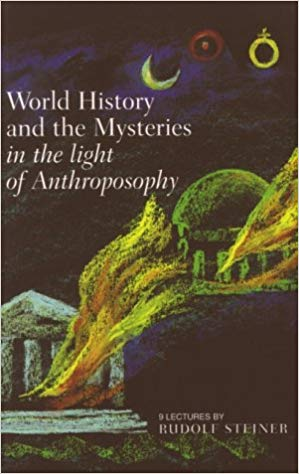 World History
and the Mysteries
in the light
of Anthroposophy
9 LECTURES BY
RUDOLF STEINER